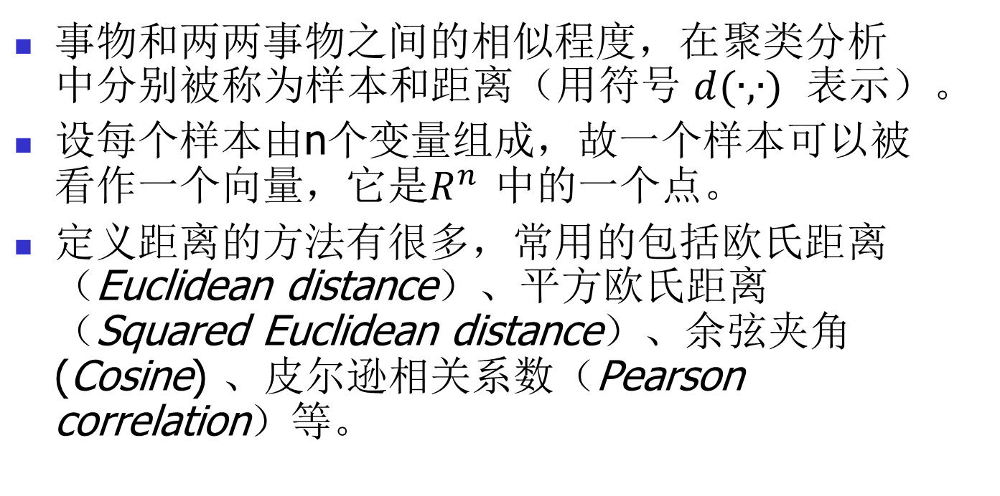 ■ 事物和两两事物之间的相似程度，在聚类分析
中分别被称为样本和距离（用符号 d(·,·) 表示）。
■ 设每个样本由n个变量组成，故一个样本可以被
看作一个向量，它是Rⁿ 中的一个点。
■ 定义距离的方法有很多，常用的包括欧氏距离
（Euclidean distance）、平方欧氏距离
（Squared Euclidean distance）、余弦夹角
(Cosine) 、皮尔逊相关系数（Pearson
correlation）等。